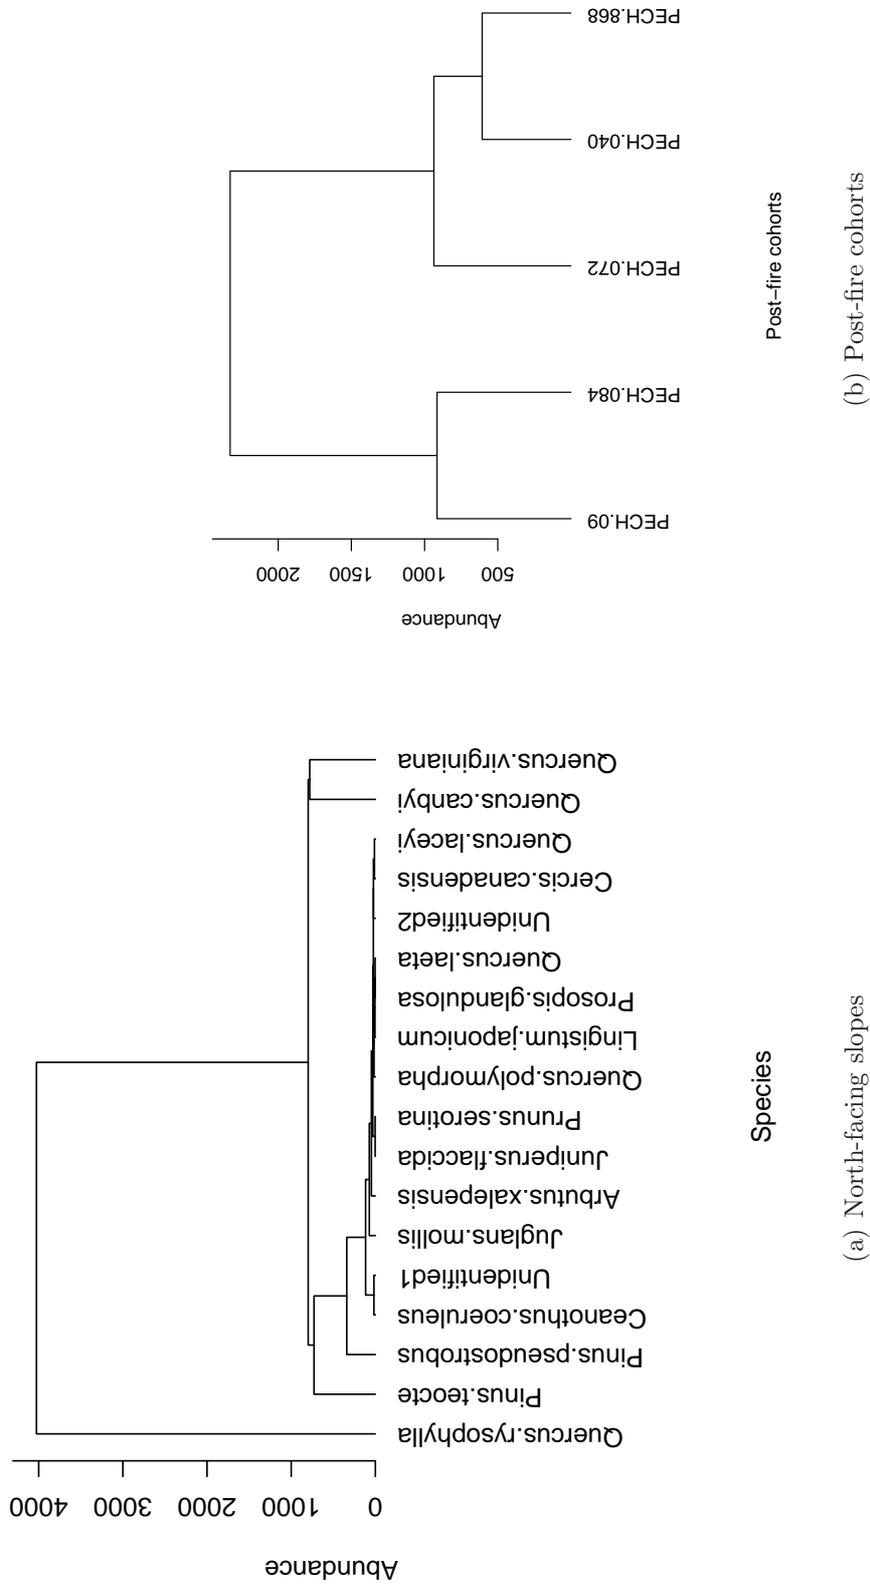 Abundance
4000
3000
2000
1000
0
Quercus.rysophylla
Pinus.teocte
Pinus.pseudostrobus
Ceanothus.coeruleus
Unidentified1
Juglans.mollis
Arbutus.xalepensis
Juniperus.flaccida
Prunus.serotina
Quercus.polymorpha
Lingistum.japonicum
Prosopis.glandulosa
Quercus.laeta
Unidentified2
Cercis.canadensis
Quercus.laceyi
Quercus.canbyi
Quercus.virginiana
Species
(a) North-facing slopes
Abundance
2000
1500
1000
500
PECH.09
PECH.084
PECH.072
PECH.040
PECH.868
Post–fire cohorts
(b) Post-fire cohorts